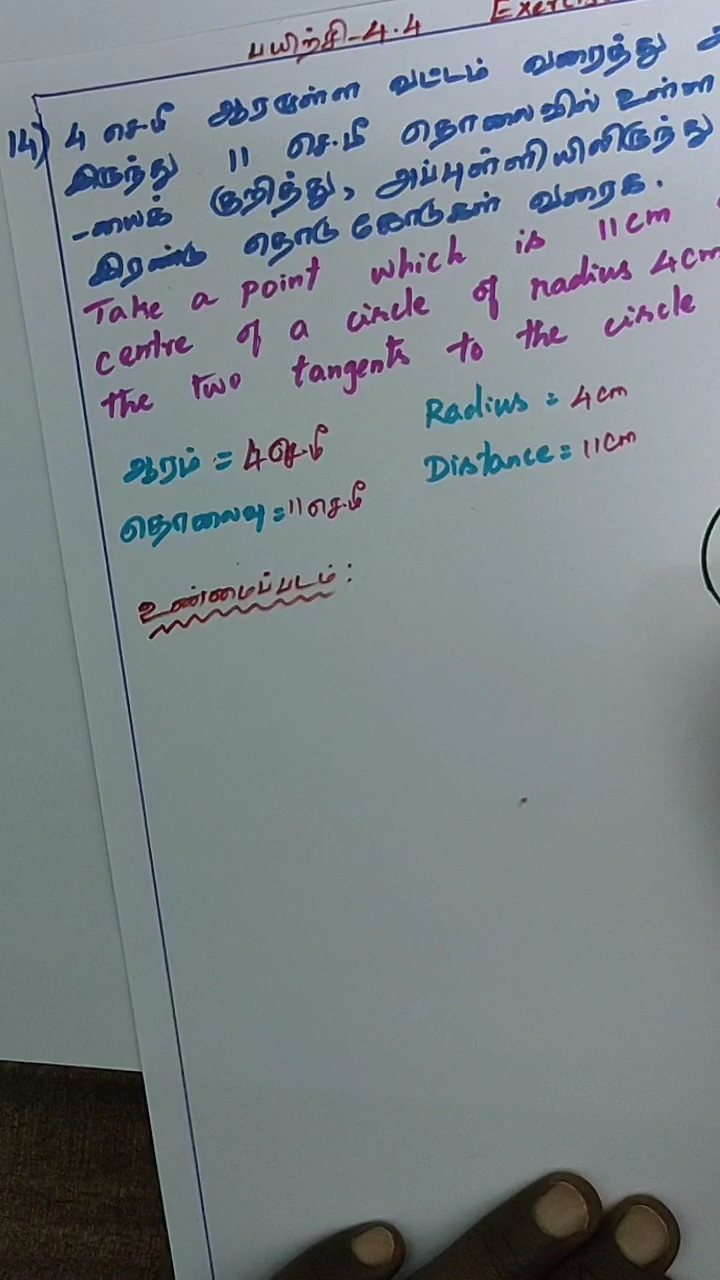 பயிற்சி-4.4
14) 4 செ.மீ ஆரமுள்ள வட்டம் வரைத்து
இருந்து 11 செ.மீ தொலைவில் உள்ள
-யைக் குறித்து, அப்புள்ளியிலிருந்து
இரண்டு தொடுகோடுகள் வரைக.
Take a point which is 11cm
centre of a circle of radius 4cm
the two tangents to the circle
ஆரம் = 4செ.மீ Radius = 4cm
தொலைவு = 11செ.மீ Distance = 11cm
உண்மைப்படம் :